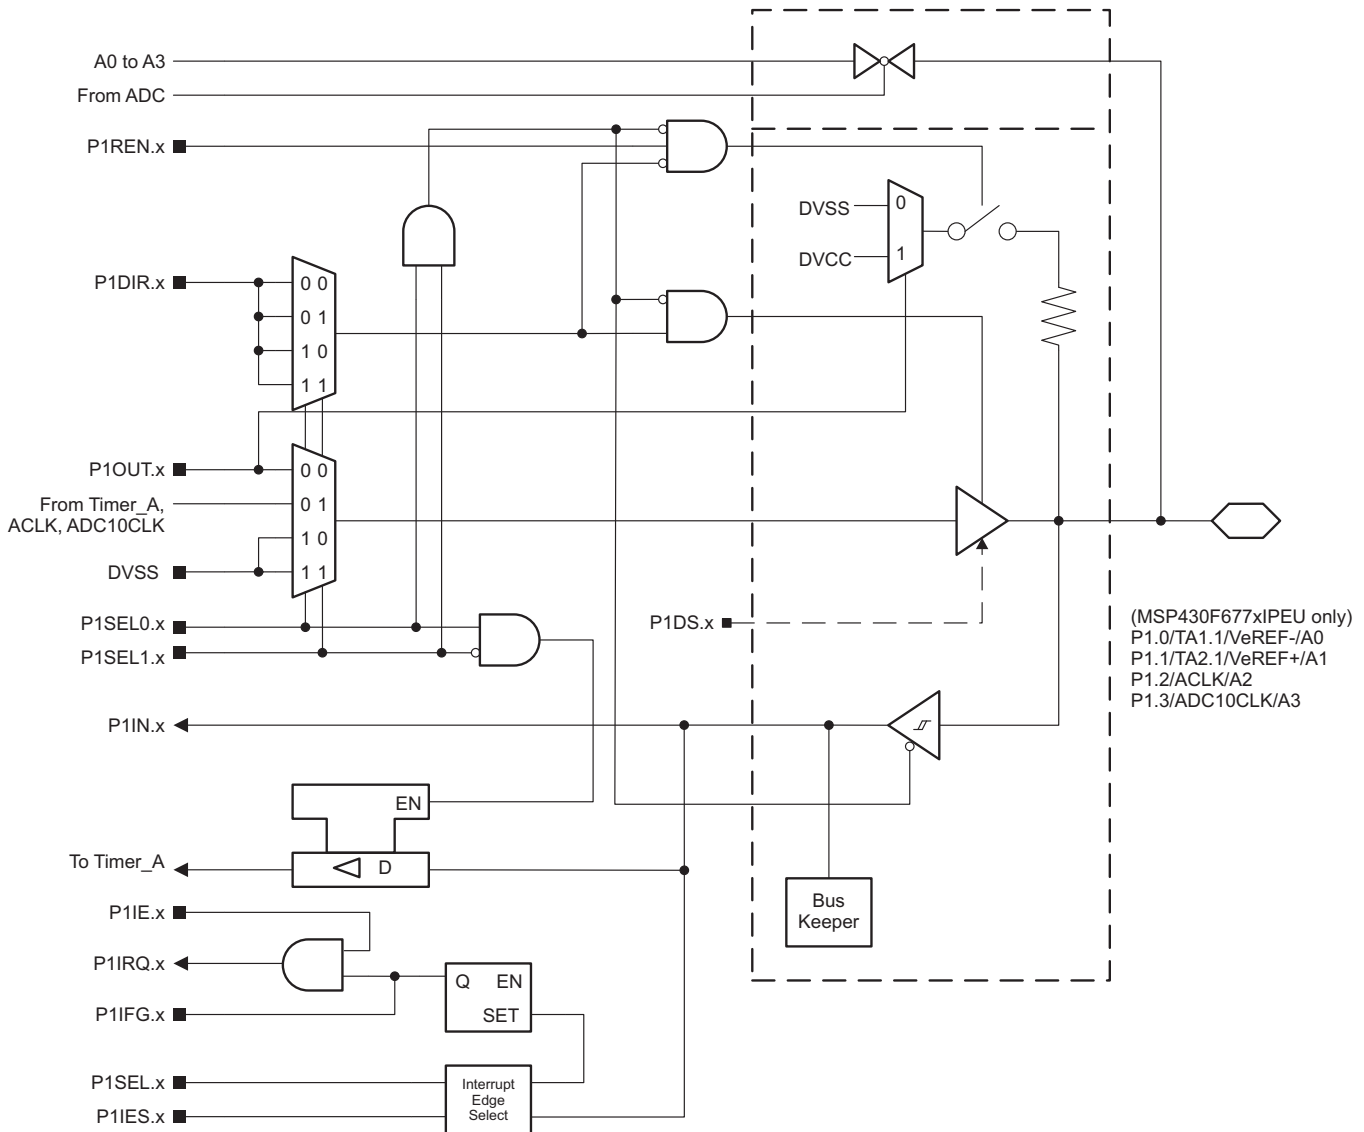 A0 to A3
From ADC
P1REN.x
DVSS
0
DVCC
1
P1DIR.x
0 0
0 1
1 0
1 1
P1OUT.x
0 0
From Timer_A,
ACLK, ADC10CLK
0 1
1 0
DVSS
1 1
P1SEL0.x
P1SEL1.x
P1DS.x
(MSP430F677xIPEU only)
P1.0/TA1.1/VeREF-/A0
P1.1/TA2.1/VeREF+/A1
P1.2/ACLK/A2
P1.3/ADC10CLK/A3
P1IN.x
EN
To Timer_A
D
Bus
Keeper
P1IE.x
P1IRQ.x
Q EN
SET
P1IFG.x
P1SEL.x
P1IES.x
Interrupt
Edge
Select